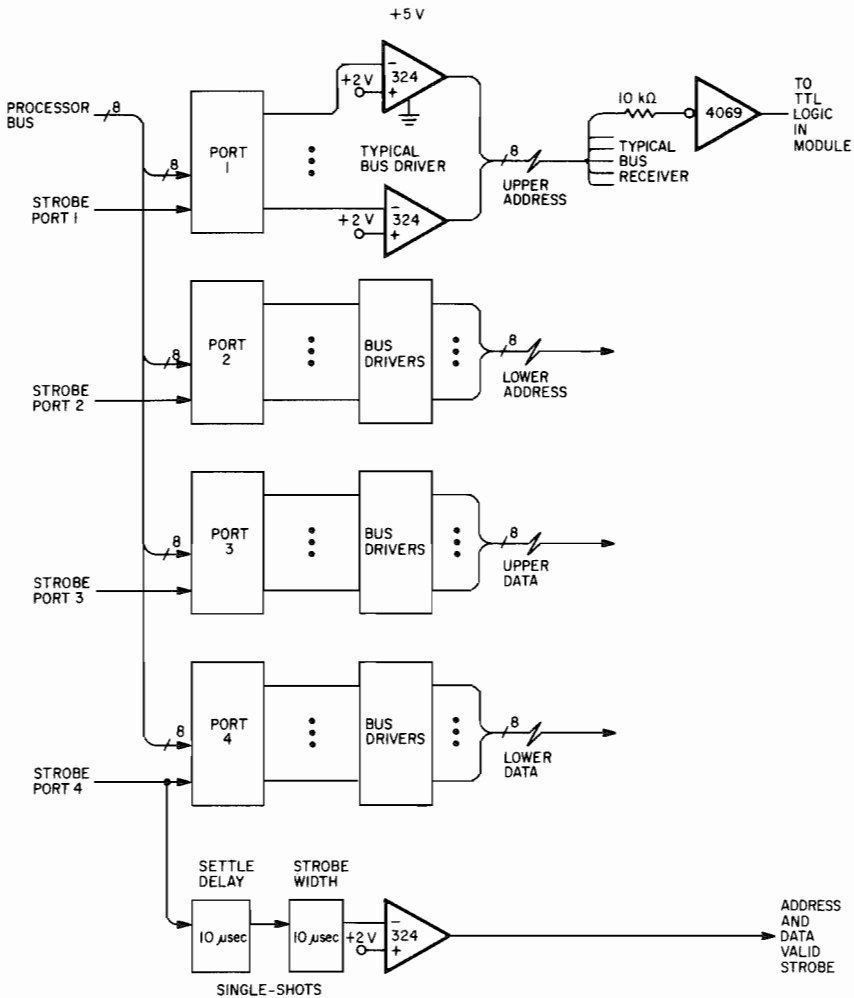 +5 V
PROCESSOR
BUS
8
8
PORT
1
STROBE
PORT 1
+2 V
−
324
+
TYPICAL
BUS DRIVER
+2 V
−
324
+
8
UPPER
ADDRESS
10 kΩ
4069
TYPICAL
BUS
RECEIVER
TO
TTL
LOGIC
IN
MODULE
8
PORT
2
STROBE
PORT 2
BUS
DRIVERS
8
LOWER
ADDRESS
8
PORT
3
STROBE
PORT 3
BUS
DRIVERS
8
UPPER
DATA
8
PORT
4
STROBE
PORT 4
BUS
DRIVERS
8
LOWER
DATA
SETTLE
DELAY
10 μsec
STROBE
WIDTH
10 μsec
SINGLE-SHOTS
+2 V
−
324
+
ADDRESS
AND
DATA
VALID
STROBE